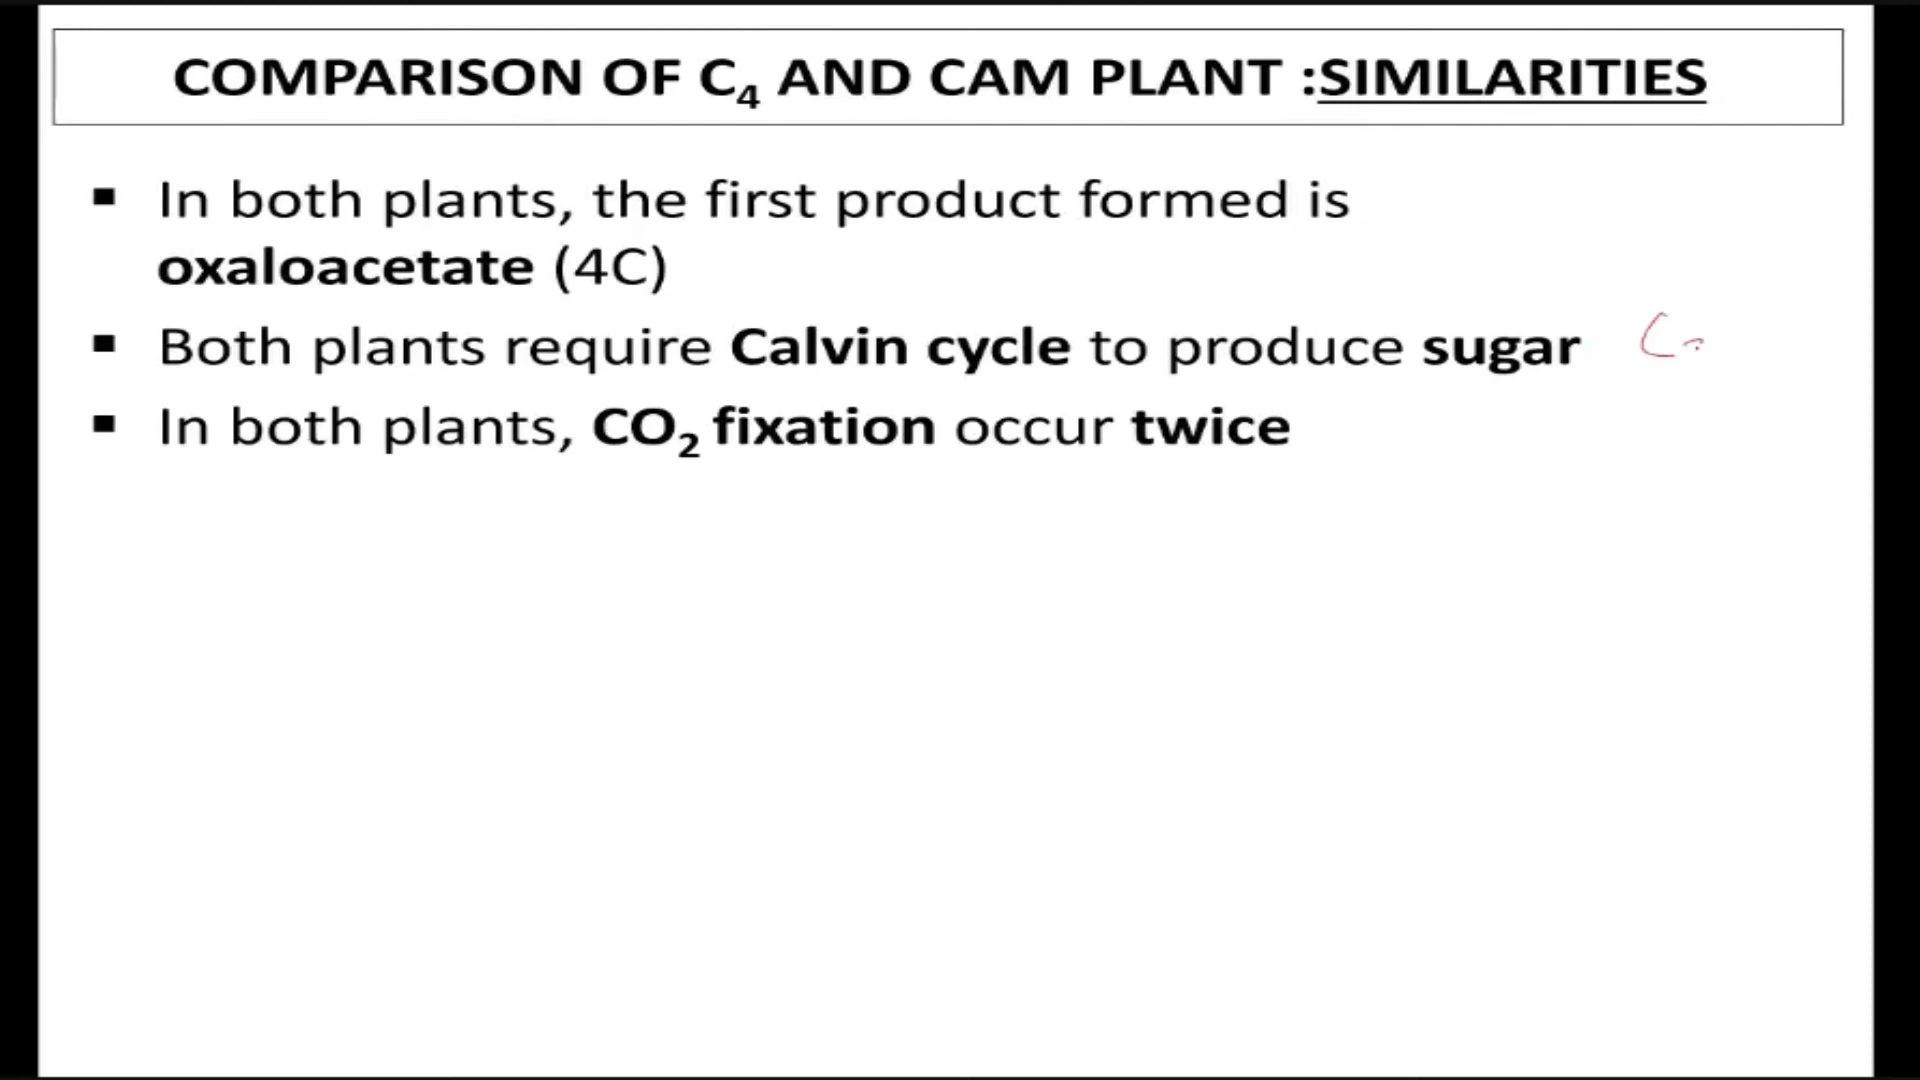 COMPARISON OF C₄ AND CAM PLANT :SIMILARITIES
▪ In both plants, the first product formed is
oxaloacetate (4C)
▪ Both plants require Calvin cycle to produce sugar
▪ In both plants, CO₂ fixation occur twice